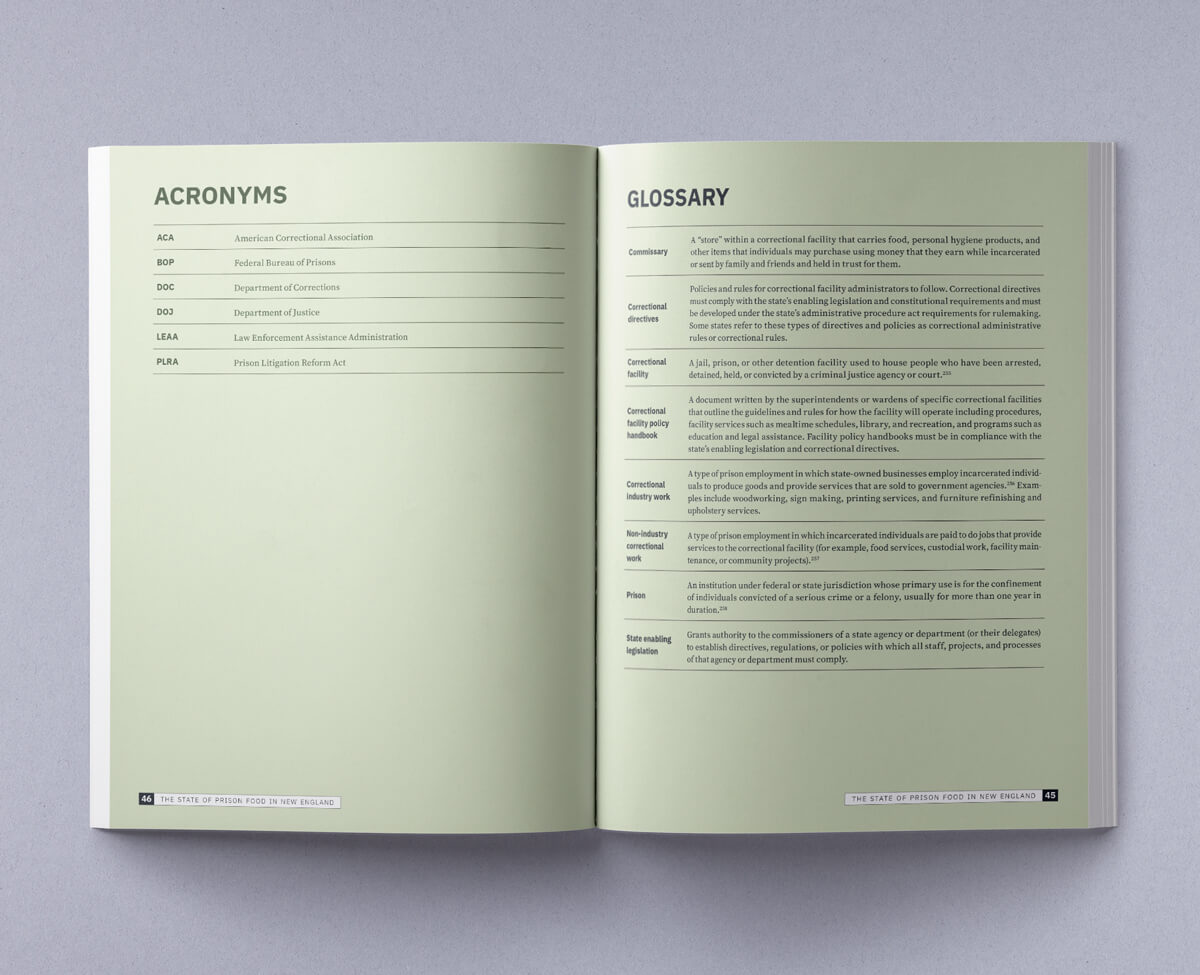 ACRONYMS
ACA American Correctional Association
BOP Federal Bureau of Prisons
DOC Department of Corrections
DOJ Department of Justice
LEAA Law Enforcement Assistance Administration
PLRA Prison Litigation Reform Act
46 THE STATE OF PRISON FOOD IN NEW ENGLAND
GLOSSARY
Commissary
A “store” within a correctional facility that carries food, personal hygiene products, and
other items that individuals may purchase using money that they earn while incarcerated
or sent by family and friends and held in trust for them.
Correctional
directives
Policies and rules for correctional facility administrators to follow. Correctional directives
must comply with the state’s enabling legislation and constitutional requirements and must
be developed under the state’s administrative procedure act requirements for rulemaking.
Some states refer to these types of directives and policies as correctional administrative
rules or correctional rules.
Correctional
facility
A jail, prison, or other detention facility used to house people who have been arrested,
detained, held, or convicted by a criminal justice agency or court.²⁵⁵
Correctional
facility policy
handbook
A document written by the superintendents or wardens of specific correctional facilities
that outline the guidelines and rules for how the facility will operate including procedures,
facility services such as mealtime schedules, library, and recreation, and programs such as
education and legal assistance. Facility policy handbooks must be in compliance with the
state’s enabling legislation and correctional directives.
Correctional
industry work
A type of prison employment in which state-owned businesses employ incarcerated individ-
uals to produce goods and provide services that are sold to government agencies.²⁵⁶ Exam-
ples include woodworking, sign making, printing services, and furniture refinishing and
upholstery services.
Non-industry
correctional
work
A type of prison employment in which incarcerated individuals are paid to do jobs that provide
services to the correctional facility (for example, food services, custodial work, facility main-
tenance, or community projects).²⁵⁷
Prison
An institution under federal or state jurisdiction whose primary use is for the confinement
of individuals convicted of a serious crime or a felony, usually for more than one year in
duration.²⁵⁸
State enabling
legislation
Grants authority to the commissioners of a state agency or department (or their delegates)
to establish directives, regulations, or policies with which all staff, projects, and processes
of that agency or department must comply.
THE STATE OF PRISON FOOD IN NEW ENGLAND 45